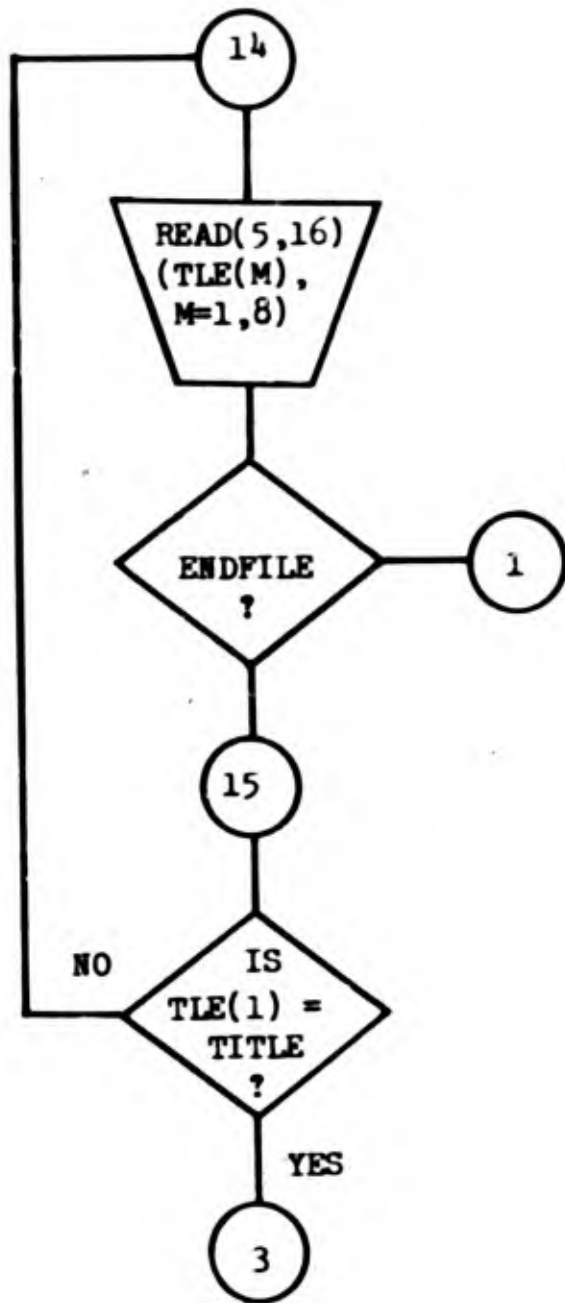 14
READ(5,16)
(TLE(M),
M=1,8)
ENDFILE
?
1
15
NO
IS
TLE(1) =
TITLE
?
YES
3